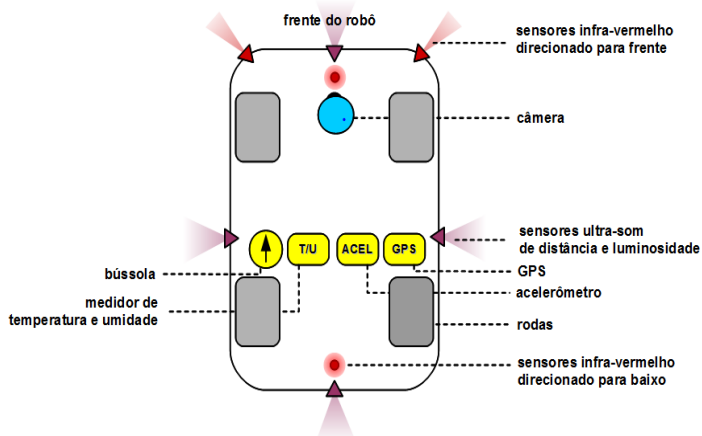 frente do robô
sensores infra-vermelho
direcionado para frente
câmera
sensores ultra-som
de distância e luminosidade
T/U
ACEL
GPS
bússola
GPS
medidor de
temperatura e umidade
acelerômetro
rodas
sensores infra-vermelho
direcionado para baixo